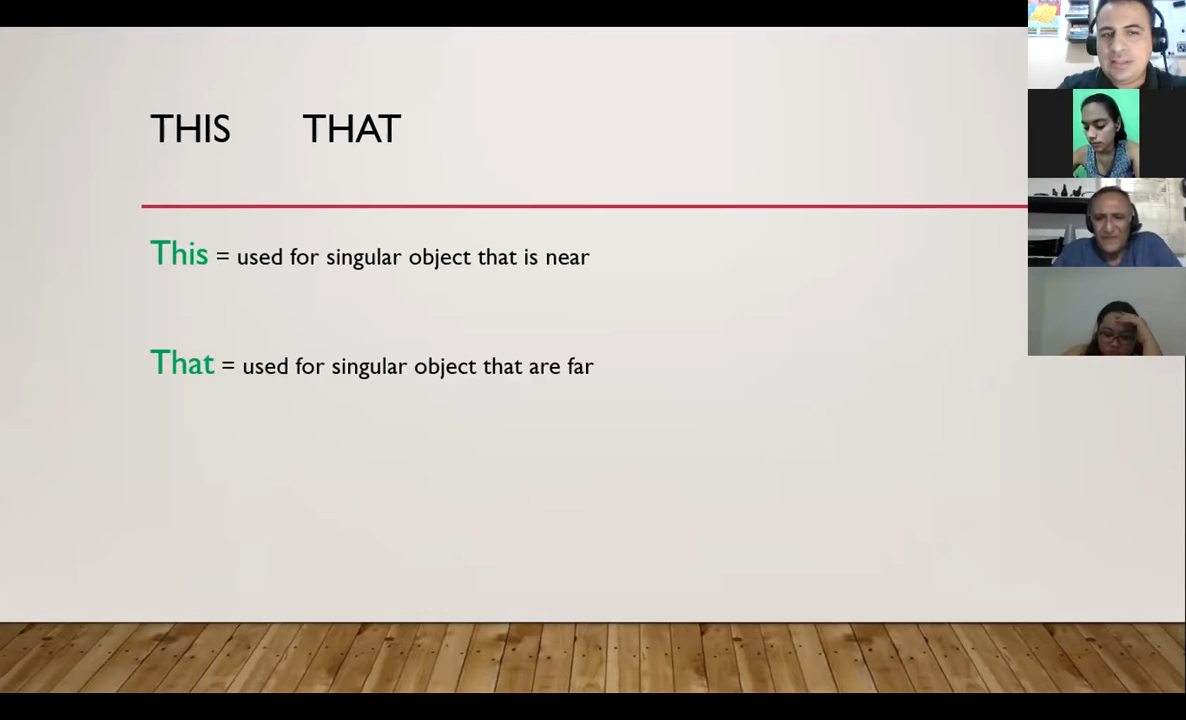 THIS THAT
This = used for singular object that is near
That = used for singular object that are far